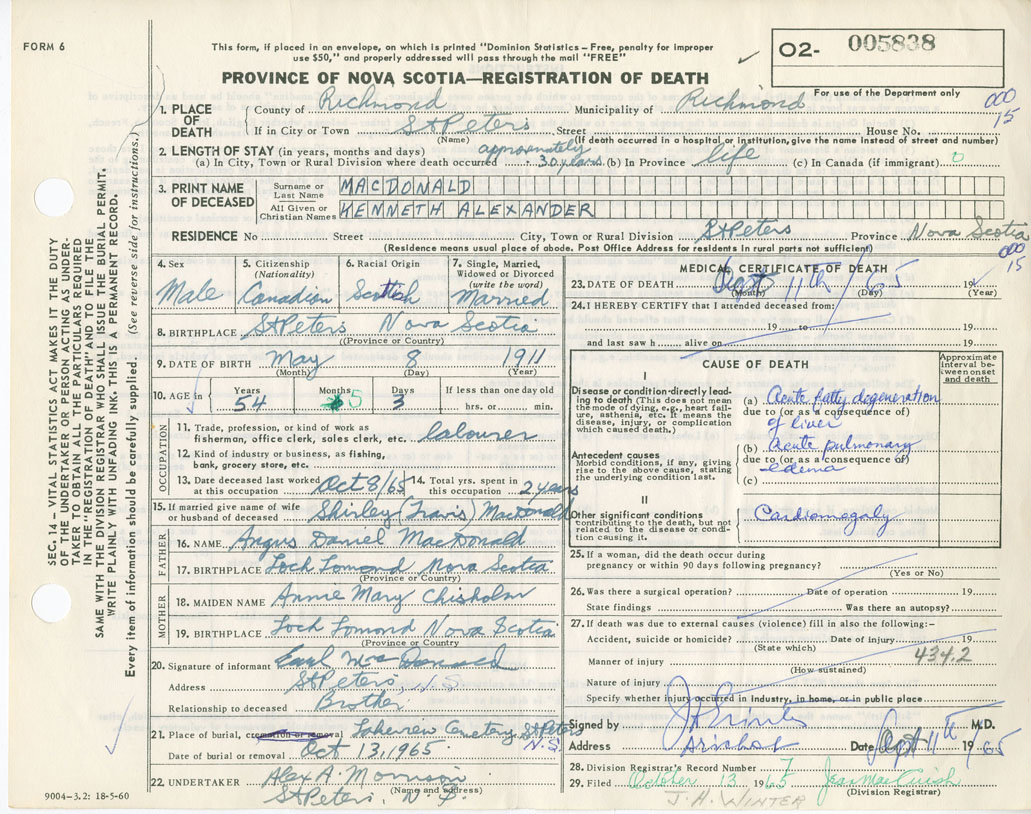 FORM 6
This form, if placed in an envelope, on which is printed "Dominion Statistics – Free, penalty for improper
use $50," and properly addressed will pass through the mail "FREE"
O2- 005838
For use of the Department only
PROVINCE OF NOVA SCOTIA—REGISTRATION OF DEATH
000
15
1. PLACE OF DEATH
County of Richmond Municipality of Richmond
If in City or Town St Peters Street House No.
(Name) (If death occurred in a hospital or institution, give the name instead of street and number)
2. LENGTH OF STAY (in years, months and days) approximately
(a) In City, Town or Rural Division where death occurred 30 years (b) In Province life (c) In Canada (if immigrant) 0
3. PRINT NAME OF DECEASED
Surname or Last Name MACDONALD
All Given or Christian Names KENNETH ALEXANDER
RESIDENCE No Street City, Town or Rural Division St Peters Province Nova Scotia
(Residence means usual place of abode. Post Office Address for residents in rural parts not sufficient)
000
15
4. Sex
Male
5. Citizenship
(Nationality)
Canadian
6. Racial Origin
Scottish
7. Single, Married, Widowed or Divorced
(write the word)
Married
8. BIRTHPLACE St Peters Nova Scotia
(Province or Country)
9. DATE OF BIRTH May 8 1911
(Month) (Day) (Year)
10. AGE in
Years Months Days If less than one day old
54 5 3 hrs. or min.
OCCUPATION
11. Trade, profession, or kind of work as
fisherman, office clerk, sales clerk, etc. labourer
12. Kind of industry or business, as fishing,
bank, grocery store, etc.
13. Date deceased last worked at this occupation Oct 8/65
14. Total yrs. spent in this occupation 2 years
15. If married give name of wife
or husband of deceased Shirley (Travis) MacDonald
FATHER
16. NAME Angus Daniel MacDonald
17. BIRTHPLACE Loch Lomond Nova Scotia
(Province or Country)
MOTHER
18. MAIDEN NAME Annie Mary Chisholm
19. BIRTHPLACE Loch Lomond Nova Scotia
(Province or Country)
20. Signature of informant Earl MacDonald
Address St Peters, N.S.
Relationship to deceased Brother
21. Place of burial, cremation or removal Lakeview Cemetery, St Peters
N.S.
Date of burial or removal Oct 13, 1965
22. UNDERTAKER Alex A. Morrison
(Name and address)
St Peters, N.S.
9004-3.2: 18-5-60
MEDICAL CERTIFICATE OF DEATH
23. DATE OF DEATH 11th /65 19
(Month) (Day) (Year)
24. I HEREBY CERTIFY that I attended deceased from:
19 to 19
and last saw h alive on 19
CAUSE OF DEATH
Approximate interval between onset and death
I
Disease or condition directly leading to death (This does not mean
the mode of dying, e.g., heart failure, asthenia, etc. It means the
disease, injury, or complication which caused death.)
(a) Acute fatty degeneration
due to (or as a consequence of)
of liver
Antecedent causes
Morbid conditions, if any, giving
rise to the above cause, stating
the underlying condition last.
(b) Acute pulmonary
due to (or as a consequence of)
edema
(c)
II
Other significant conditions
contributing to the death, but not
related to the disease or condition causing it.
Cardiomegaly
25. If a woman, did the death occur during
pregnancy or within 90 days following pregnancy?
(Yes or No)
26. Was there a surgical operation? Date of operation 19
State findings Was there an autopsy?
27. If death was due to external causes (violence) fill in also the following:-
Accident, suicide or homicide? Date of injury 19
(State which)
434.2
Manner of injury
(How sustained)
Nature of injury
Specify whether injury occurred in industry, in home, or in public place
Signed by M.D.
Address Arichat Date 11th 19 /65
28. Division Registrar's Record Number 7
29. Filed October 13 1965 Jean MacCuish
(Division Registrar)
J. H. WINTER
SEC. 14 – VITAL STATISTICS ACT MAKES IT THE DUTY
OF THE UNDERTAKER OR PERSON ACTING AS UNDERTAKER
TO OBTAIN ALL THE PARTICULARS REQUIRED
IN THE "REGISTRATION OF DEATH" AND TO FILE THE
SAME WITH THE DIVISION REGISTRAR WHO SHALL ISSUE THE BURIAL PERMIT.
WRITE PLAINLY WITH UNFADING INK. THIS IS A PERMANENT RECORD.
Every item of information should be carefully supplied. (See reverse side for instructions.)